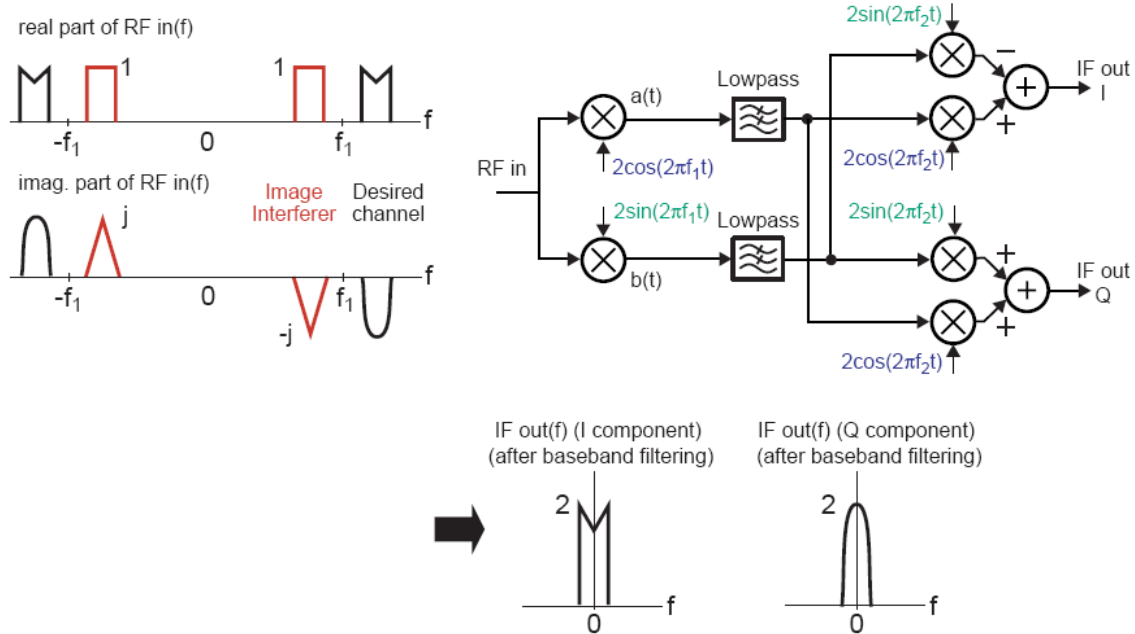 real part of RF in(f)
1
1
-f₁
0
f₁
f
imag. part of RF in(f)
Image
Interferer
Desired
channel
j
-j
-f₁
0
f₁
f
RF in
a(t)
2cos(2πf₁t)
2sin(2πf₁t)
b(t)
Lowpass
Lowpass
2sin(2πf₂t)
2cos(2πf₂t)
−
+
+
IF out
I
2sin(2πf₂t)
2cos(2πf₂t)
+
+
+
IF out
Q
IF out(f) (I component)
(after baseband filtering)
2
0
f
IF out(f) (Q component)
(after baseband filtering)
2
0
f